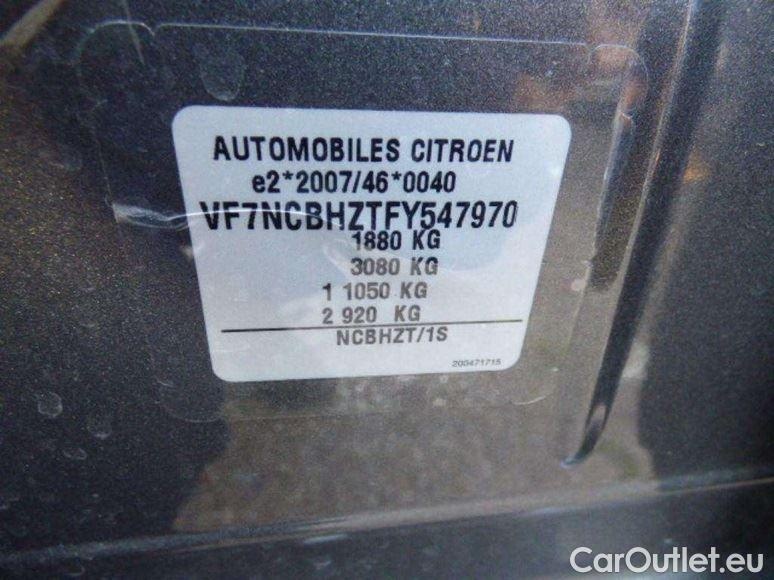 AUTOMOBILES CITROEN
e2*2007/46*0040
VF7NCBHZTFY547970
1880 KG
3080 KG
1 1050 KG
2 920 KG
NCBHZT/1S
200471715
CarOutlet.eu